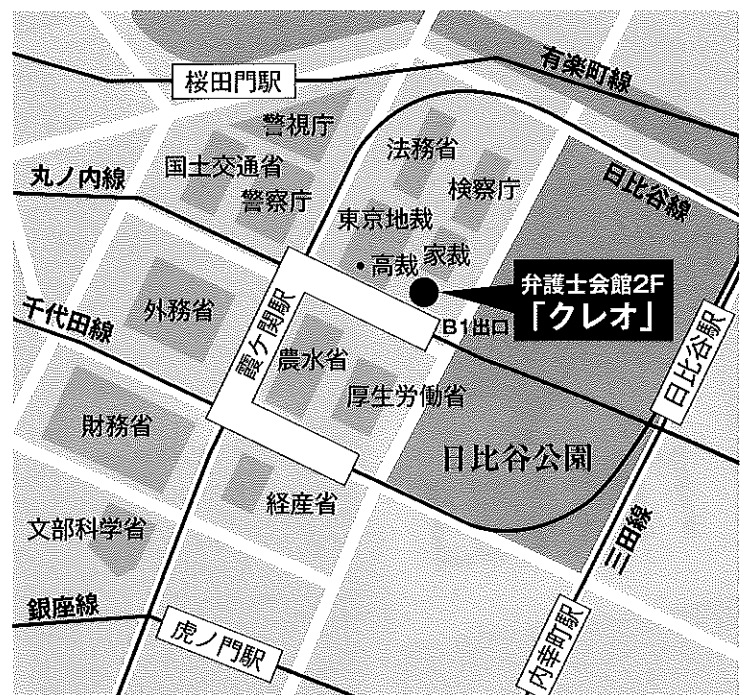 有楽町線
桜田門駅
警視庁
法務省
国土交通省
検察庁
日比谷線
丸ノ内線
警察庁
東京地裁
・高裁
家裁
弁護士会館2F
「クレオ」
外務省
霞ケ関駅
B1出口
日比谷駅
千代田線
農水省
厚生労働省
財務省
日比谷公園
経産省
文部科学省
三田線
銀座線
虎ノ門駅
内幸町駅